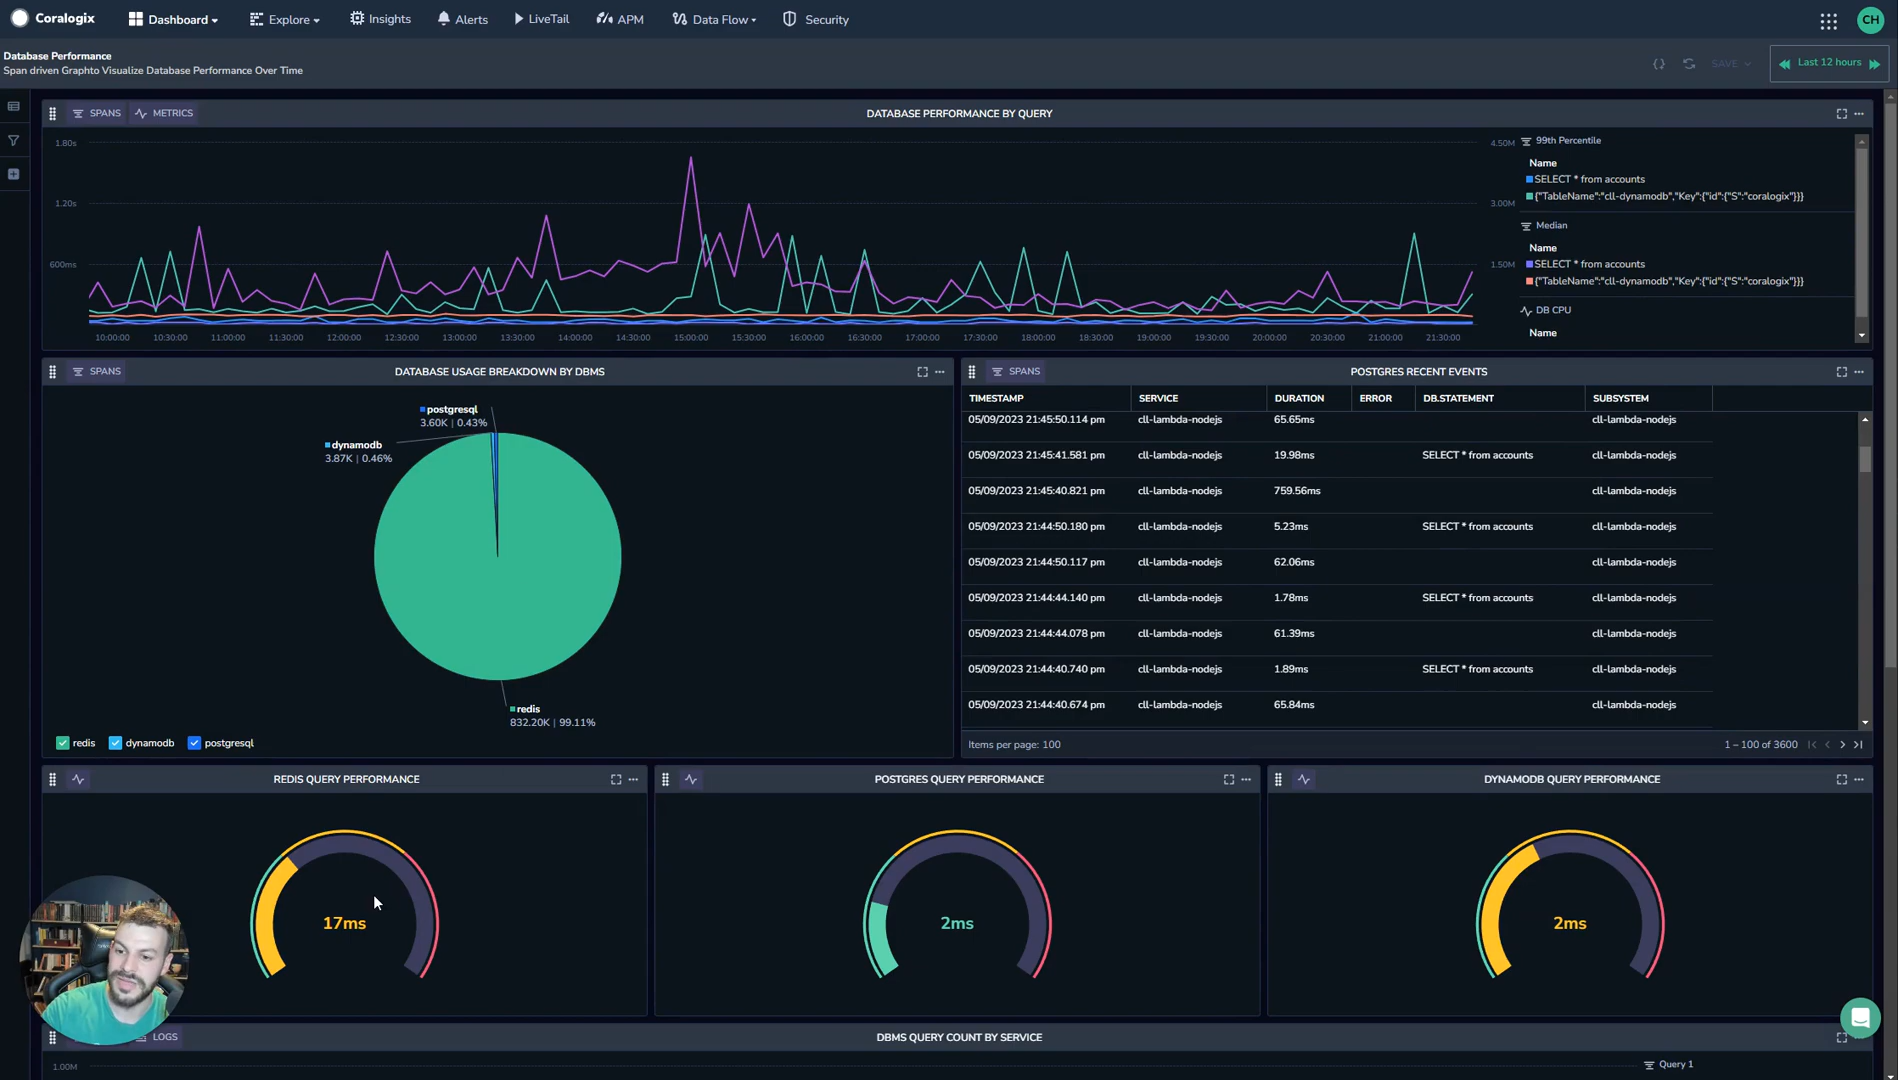 Coralogix
Dashboard
Explore
Insights
Alerts
LiveTail
APM
Data Flow
Security
CH
Database Performance
Span driven Graphto Visualize Database Performance Over Time
SAVE
Last 12 hours
SPANS
METRICS
DATABASE PERFORMANCE BY QUERY
1.80s
1.20s
600ms
4.50M
3.00M
1.50M
10:00:00 10:30:00 11:00:00 11:30:00 12:00:00 12:30:00 13:00:00 13:30:00 14:00:00 14:30:00 15:00:00 15:30:00 16:00:00 16:30:00 17:00:00 17:30:00 18:00:00 18:30:00 19:00:00 19:30:00 20:00:00 20:30:00 21:00:00 21:30:00
99th Percentile
Name
SELECT * from accounts
{"TableName":"cll-dynamodb","Key":{"id":{"S":"coralogix"}}}
Median
Name
SELECT * from accounts
{"TableName":"cll-dynamodb","Key":{"id":{"S":"coralogix"}}}
DB CPU
Name
SPANS
DATABASE USAGE BREAKDOWN BY DBMS
postgresql
3.60K | 0.43%
dynamodb
3.87K | 0.46%
redis
832.20K | 99.11%
redis dynamodb postgresql
SPANS
POSTGRES RECENT EVENTS
TIMESTAMP SERVICE DURATION ERROR DB.STATEMENT SUBSYSTEM
05/09/2023 21:45:50.114 pm cll-lambda-nodejs 65.65ms cll-lambda-nodejs
05/09/2023 21:45:41.581 pm cll-lambda-nodejs 19.98ms SELECT * from accounts cll-lambda-nodejs
05/09/2023 21:45:40.821 pm cll-lambda-nodejs 759.56ms cll-lambda-nodejs
05/09/2023 21:44:50.180 pm cll-lambda-nodejs 5.23ms SELECT * from accounts cll-lambda-nodejs
05/09/2023 21:44:50.117 pm cll-lambda-nodejs 62.06ms cll-lambda-nodejs
05/09/2023 21:44:44.140 pm cll-lambda-nodejs 1.78ms SELECT * from accounts cll-lambda-nodejs
05/09/2023 21:44:44.078 pm cll-lambda-nodejs 61.39ms cll-lambda-nodejs
05/09/2023 21:44:40.740 pm cll-lambda-nodejs 1.89ms SELECT * from accounts cll-lambda-nodejs
05/09/2023 21:44:40.674 pm cll-lambda-nodejs 65.84ms cll-lambda-nodejs
Items per page: 100
1 – 100 of 3600
REDIS QUERY PERFORMANCE
17ms
POSTGRES QUERY PERFORMANCE
2ms
DYNAMODB QUERY PERFORMANCE
2ms
LOGS
DBMS QUERY COUNT BY SERVICE
1.00M
Query 1